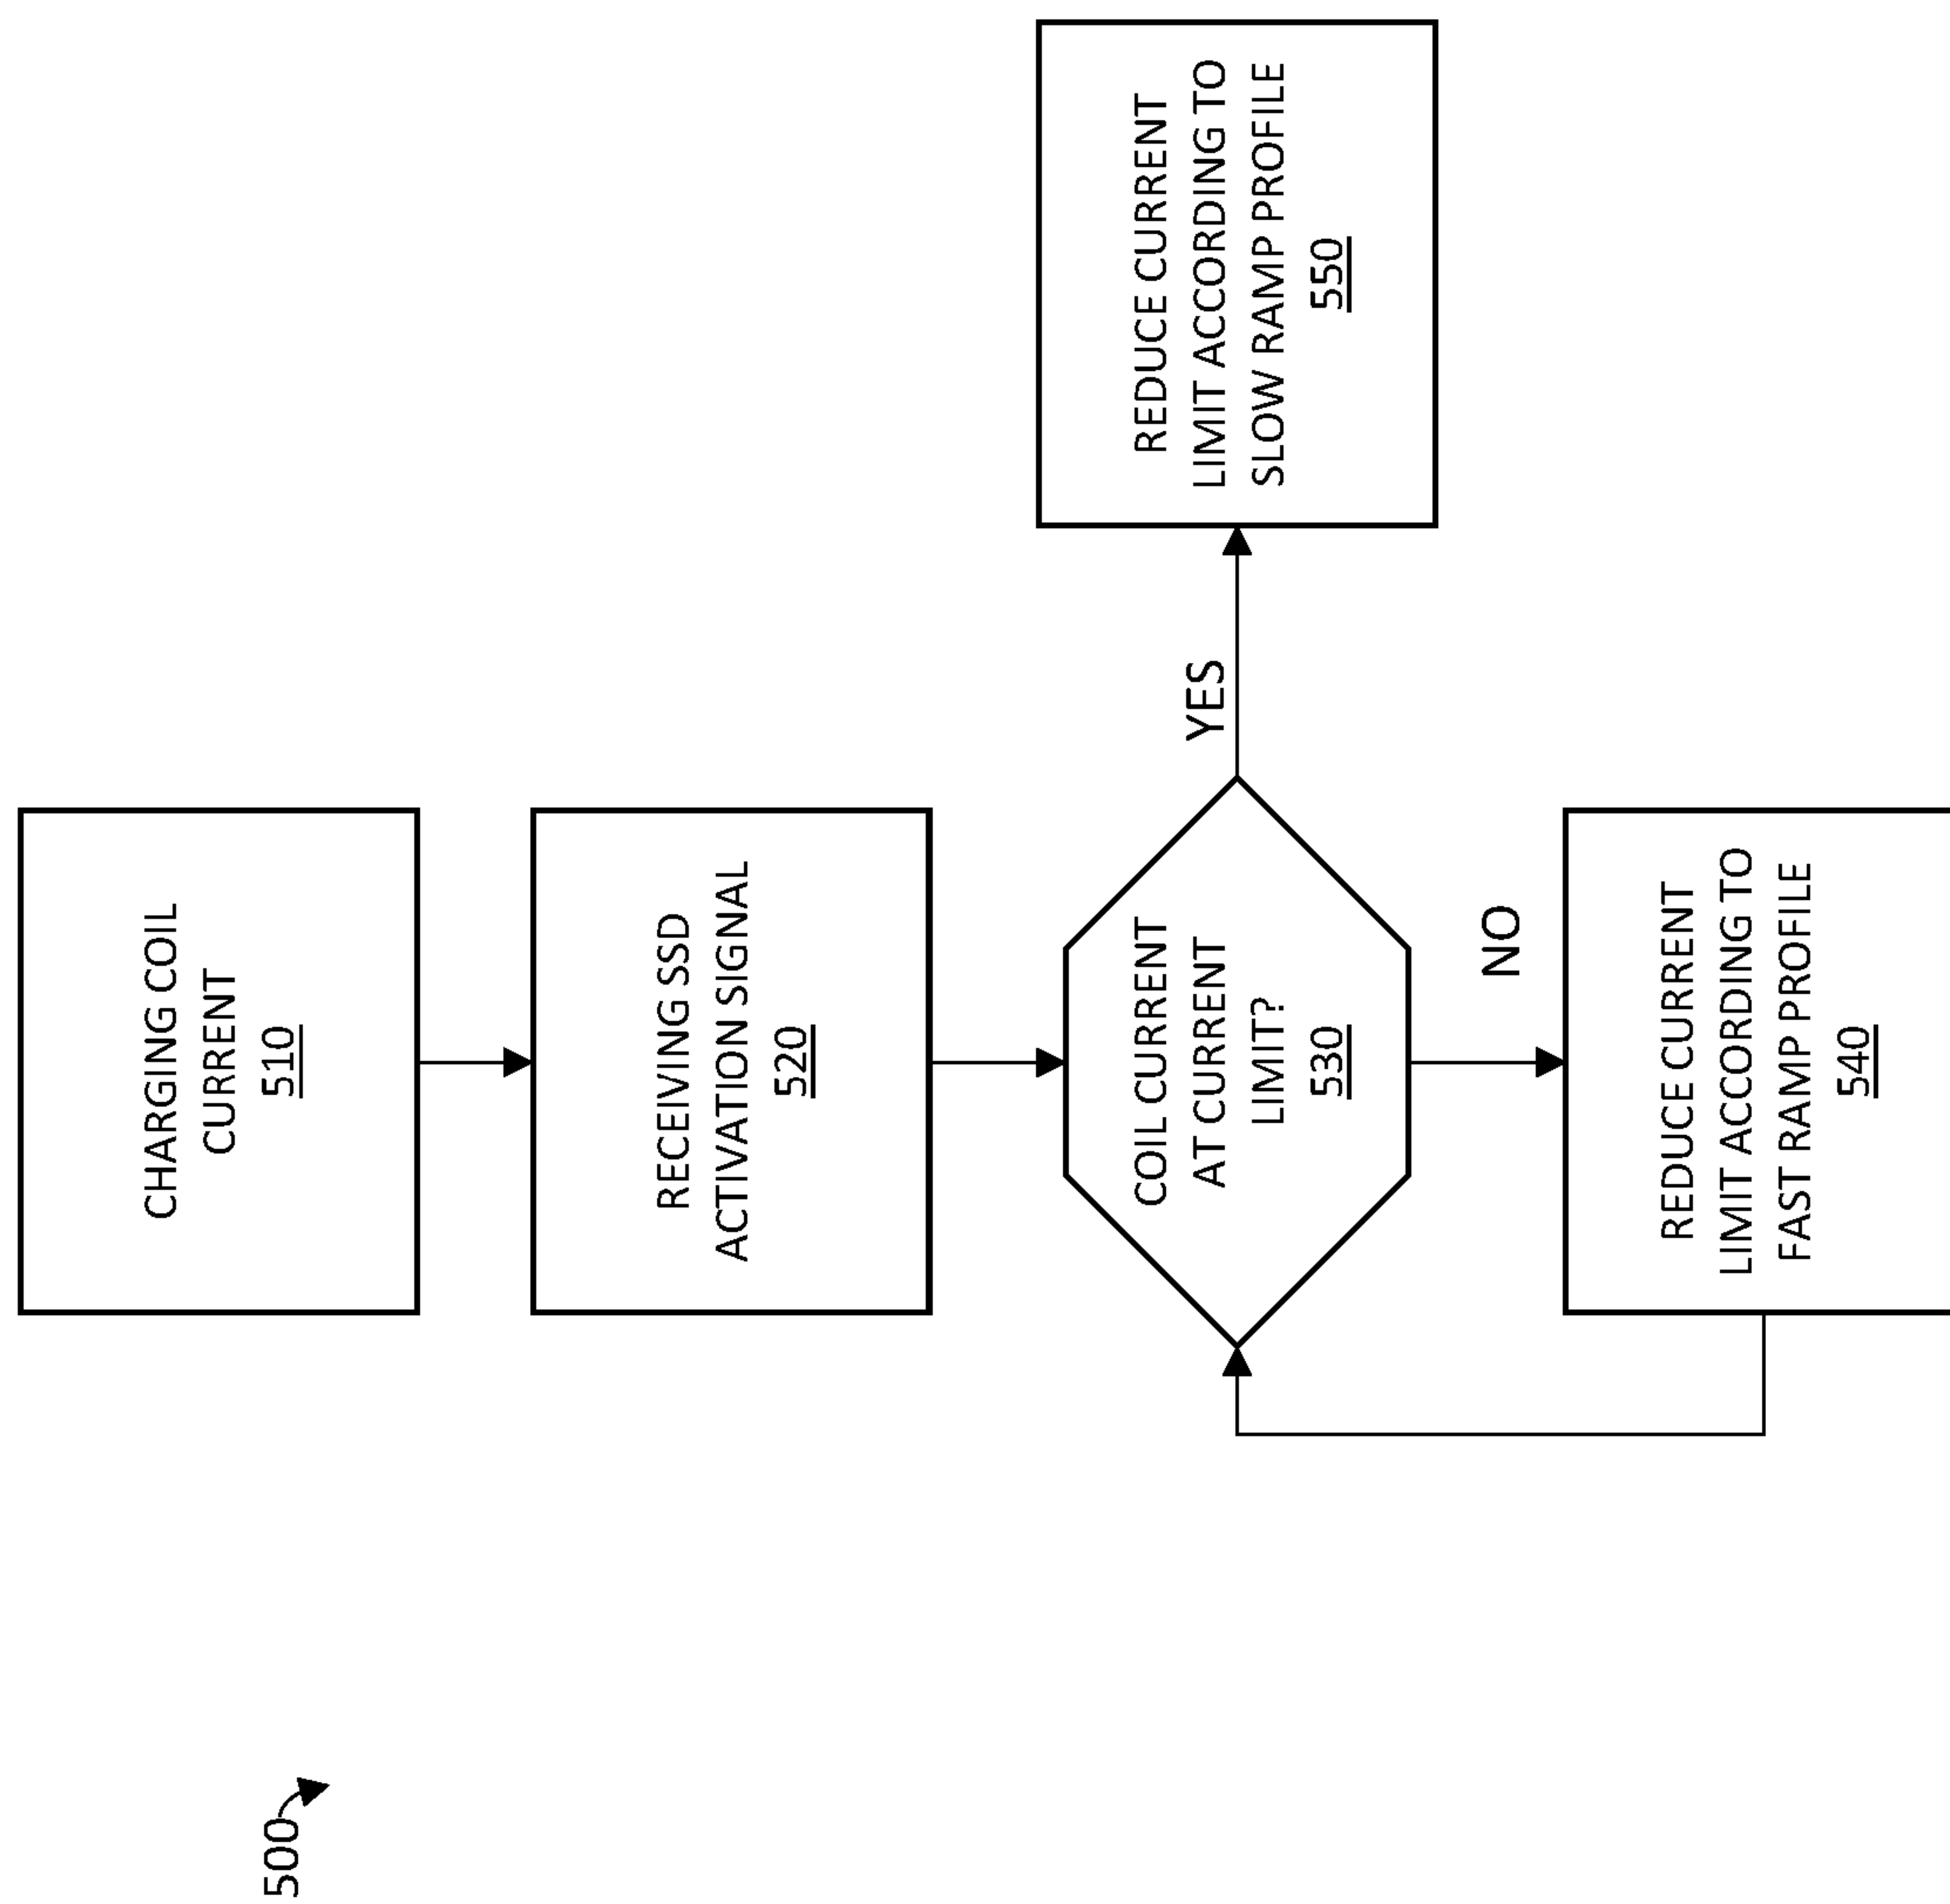 500
CHARGING COIL
CURRENT
510
RECEIVING SSD
ACTIVATION SIGNAL
520
COIL CURRENT
AT CURRENT
LIMIT?
530
YES
REDUCE CURRENT
LIMIT ACCORDING TO
SLOW RAMP PROFILE
550
NO
REDUCE CURRENT
LIMIT ACCORDING TO
FAST RAMP PROFILE
540